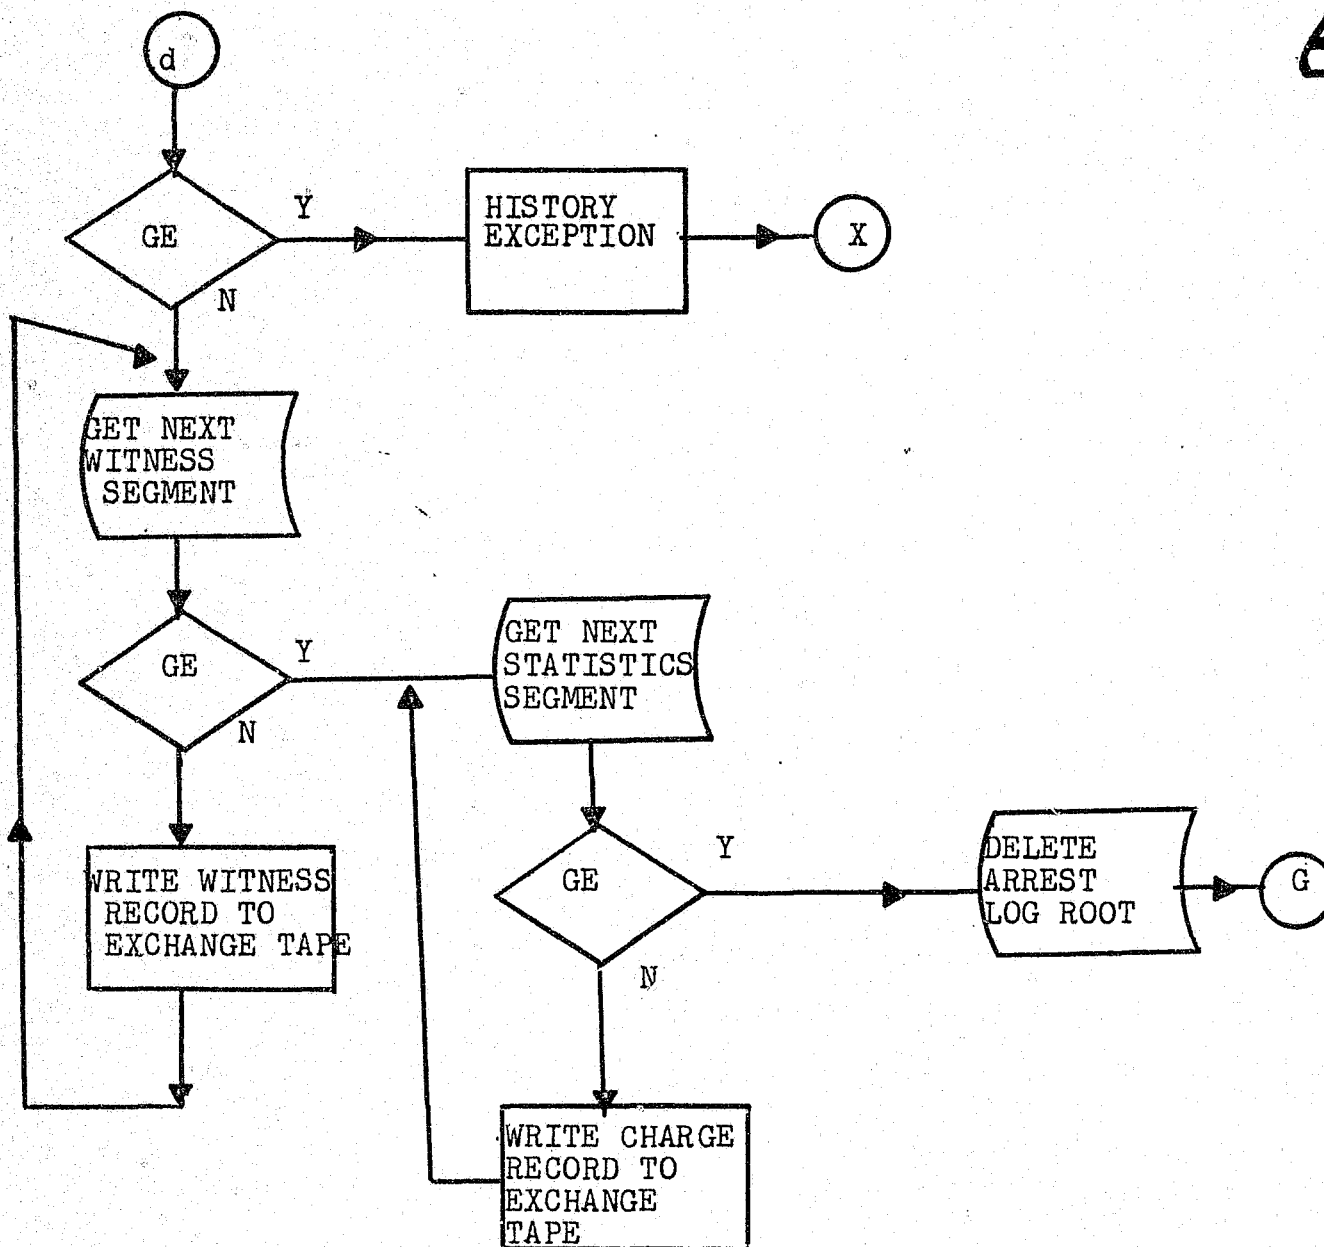 d
GE
Y
HISTORY
EXCEPTION
X
N
GET NEXT
WITNESS
SEGMENT
GE
Y
GET NEXT
STATISTICS
SEGMENT
N
WRITE WITNESS
RECORD TO
EXCHANGE TAPE
GE
Y
DELETE
ARREST
LOG ROOT
G
N
WRITE CHARGE
RECORD TO
EXCHANGE
TAPE